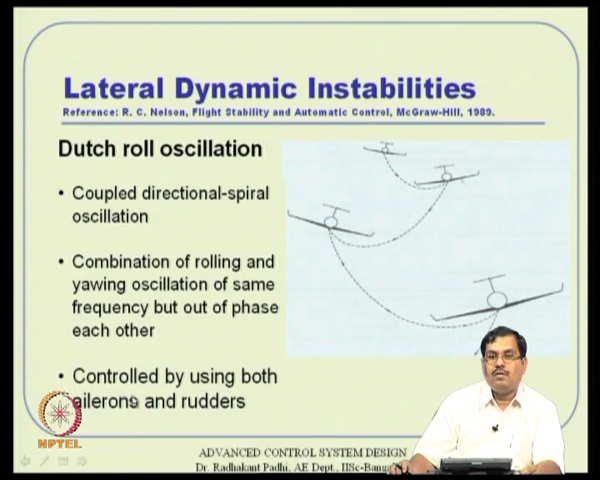 Lateral Dynamic Instabilities
Reference: R. C. Nelson, Flight Stability and Automatic Control, McGraw-Hill, 1989.
Dutch roll oscillation
• Coupled directional-spiral
oscillation
• Combination of rolling and
yawing oscillation of same
frequency but out of phase
each other
• Controlled by using both
ailerons and rudders
NPTEL
ADVANCED CONTROL SYSTEM DESIGN
Dr. Radhakant Padhi, AE Dept., IISc-Banga